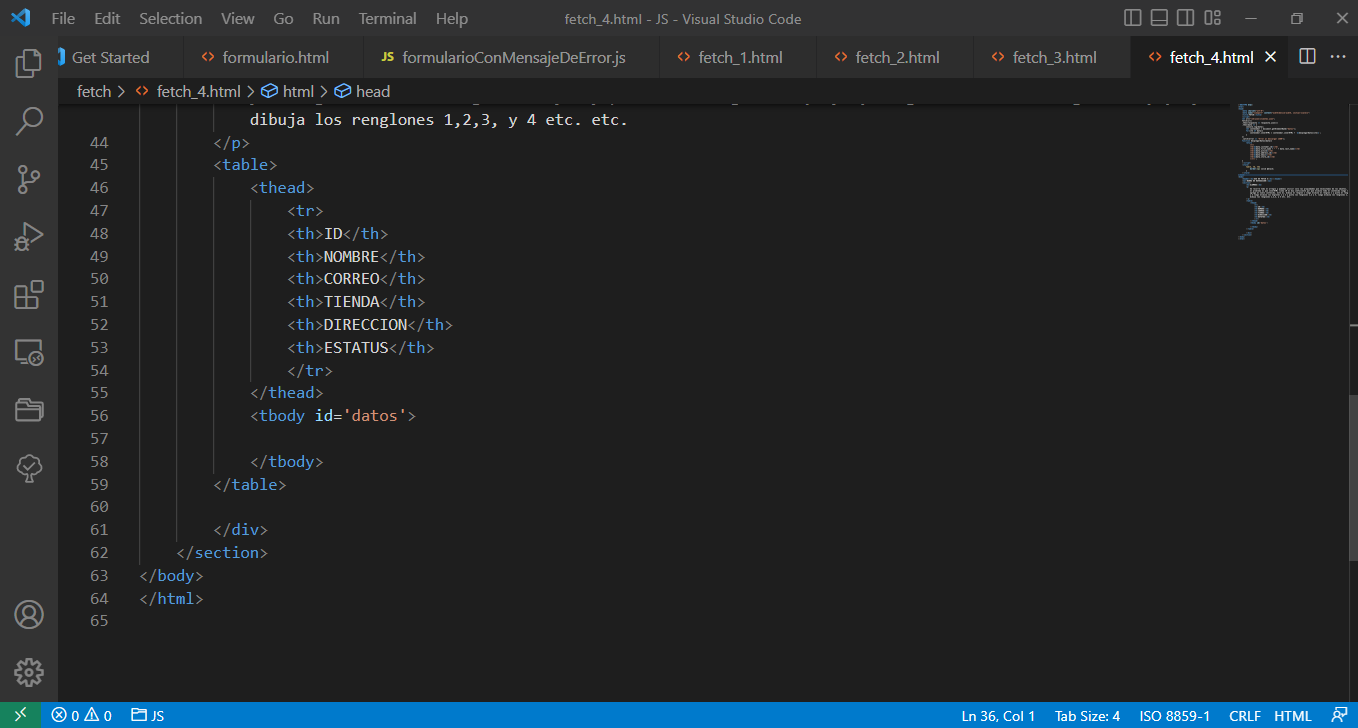 File Edit Selection View Go Run Terminal Help fetch_4.html - JS - Visual Studio Code
Get Started <> formulario.html JS formularioConMensajeDeError.js <> fetch_1.html <> fetch_2.html <> fetch_3.html <> fetch_4.html
fetch > <> fetch_4.html > html > head
dibuja los renglones 1,2,3, y 4 etc. etc.
44 </p>
45 <table>
46 <thead>
47 <tr>
48 <th>ID</th>
49 <th>NOMBRE</th>
50 <th>CORREO</th>
51 <th>TIENDA</th>
52 <th>DIRECCION</th>
53 <th>ESTATUS</th>
54 </tr>
55 </thead>
56 <tbody id='datos'>
57
58 </tbody>
59 </table>
60
61 </div>
62 </section>
63 </body>
64 </html>
65
0 0 JS Ln 36, Col 1 Tab Size: 4 ISO 8859-1 CRLF HTML